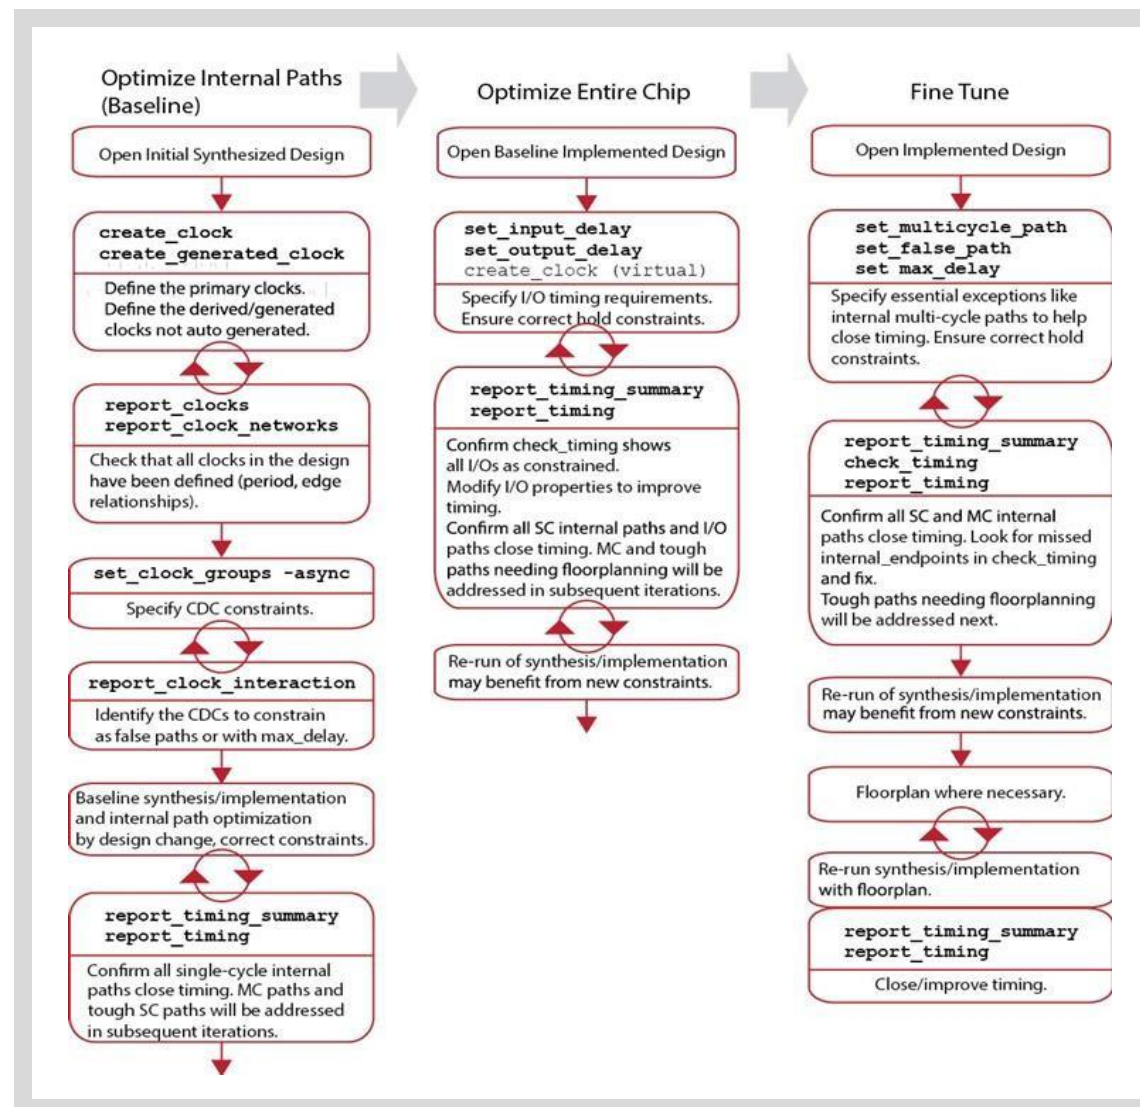 Optimize Internal Paths
(Baseline)
Open Initial Synthesized Design
create_clock
create_generated_clock
Define the primary clocks.
Define the derived/generated
clocks not auto generated.
report_clocks
report_clock_networks
Check that all clocks in the design
have been defined (period, edge
relationships).
set_clock_groups -async
Specify CDC constraints.
report_clock_interaction
Identify the CDCs to constrain
as false paths or with max_delay.
Baseline synthesis/implementation
and internal path optimization
by design change, correct constraints.
report_timing_summary
report_timing
Confirm all single-cycle internal
paths close timing. MC paths and
tough SC paths will be addressed
in subsequent iterations.
Optimize Entire Chip
Open Baseline Implemented Design
set_input_delay
set_output_delay
create_clock (virtual)
Specify I/O timing requirements.
Ensure correct hold constraints.
report_timing_summary
report_timing
Confirm check_timing shows
all I/Os as constrained.
Modify I/O properties to improve
timing.
Confirm all SC internal paths and I/O
paths close timing. MC and tough
paths needing floorplanning will be
addressed in subsequent iterations.
Re-run of synthesis/implementation
may benefit from new constraints.
Fine Tune
Open Implemented Design
set_multicycle_path
set_false_path
set max_delay
Specify essential exceptions like
internal multi-cycle paths to help
close timing. Ensure correct hold
constraints.
report_timing_summary
check_timing
report_timing
Confirm all SC and MC internal
paths close timing. Look for missed
internal_endpoints in check_timing
and fix.
Tough paths needing floorplanning
will be addressed next.
Re-run of synthesis/implementation
may benefit from new constraints.
Floorplan where necessary.
Re-run synthesis/implementation
with floorplan.
report_timing_summary
report_timing
Close/improve timing.